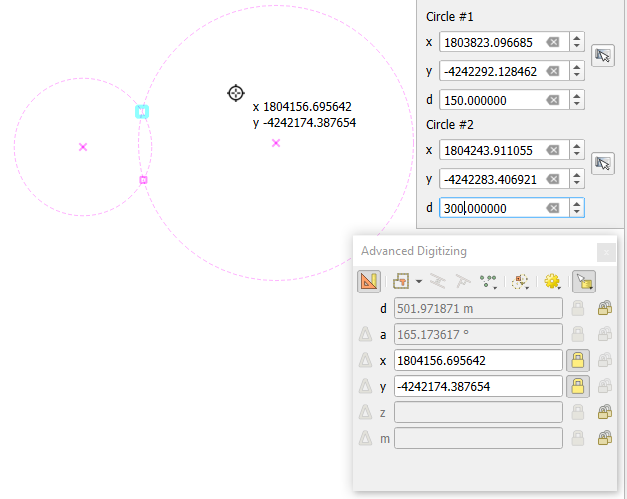 Circle #1
x 1803823.096685
y -4242292.128462
d 150.000000
Circle #2
x 1804243.911055
y -4242283.406921
d 300.000000
x 1804156.695642
y -4242174.387654
Advanced Digitizing
d 501.971871 m
a 165.173617 °
x 1804156.695642
y -4242174.387654
z
m